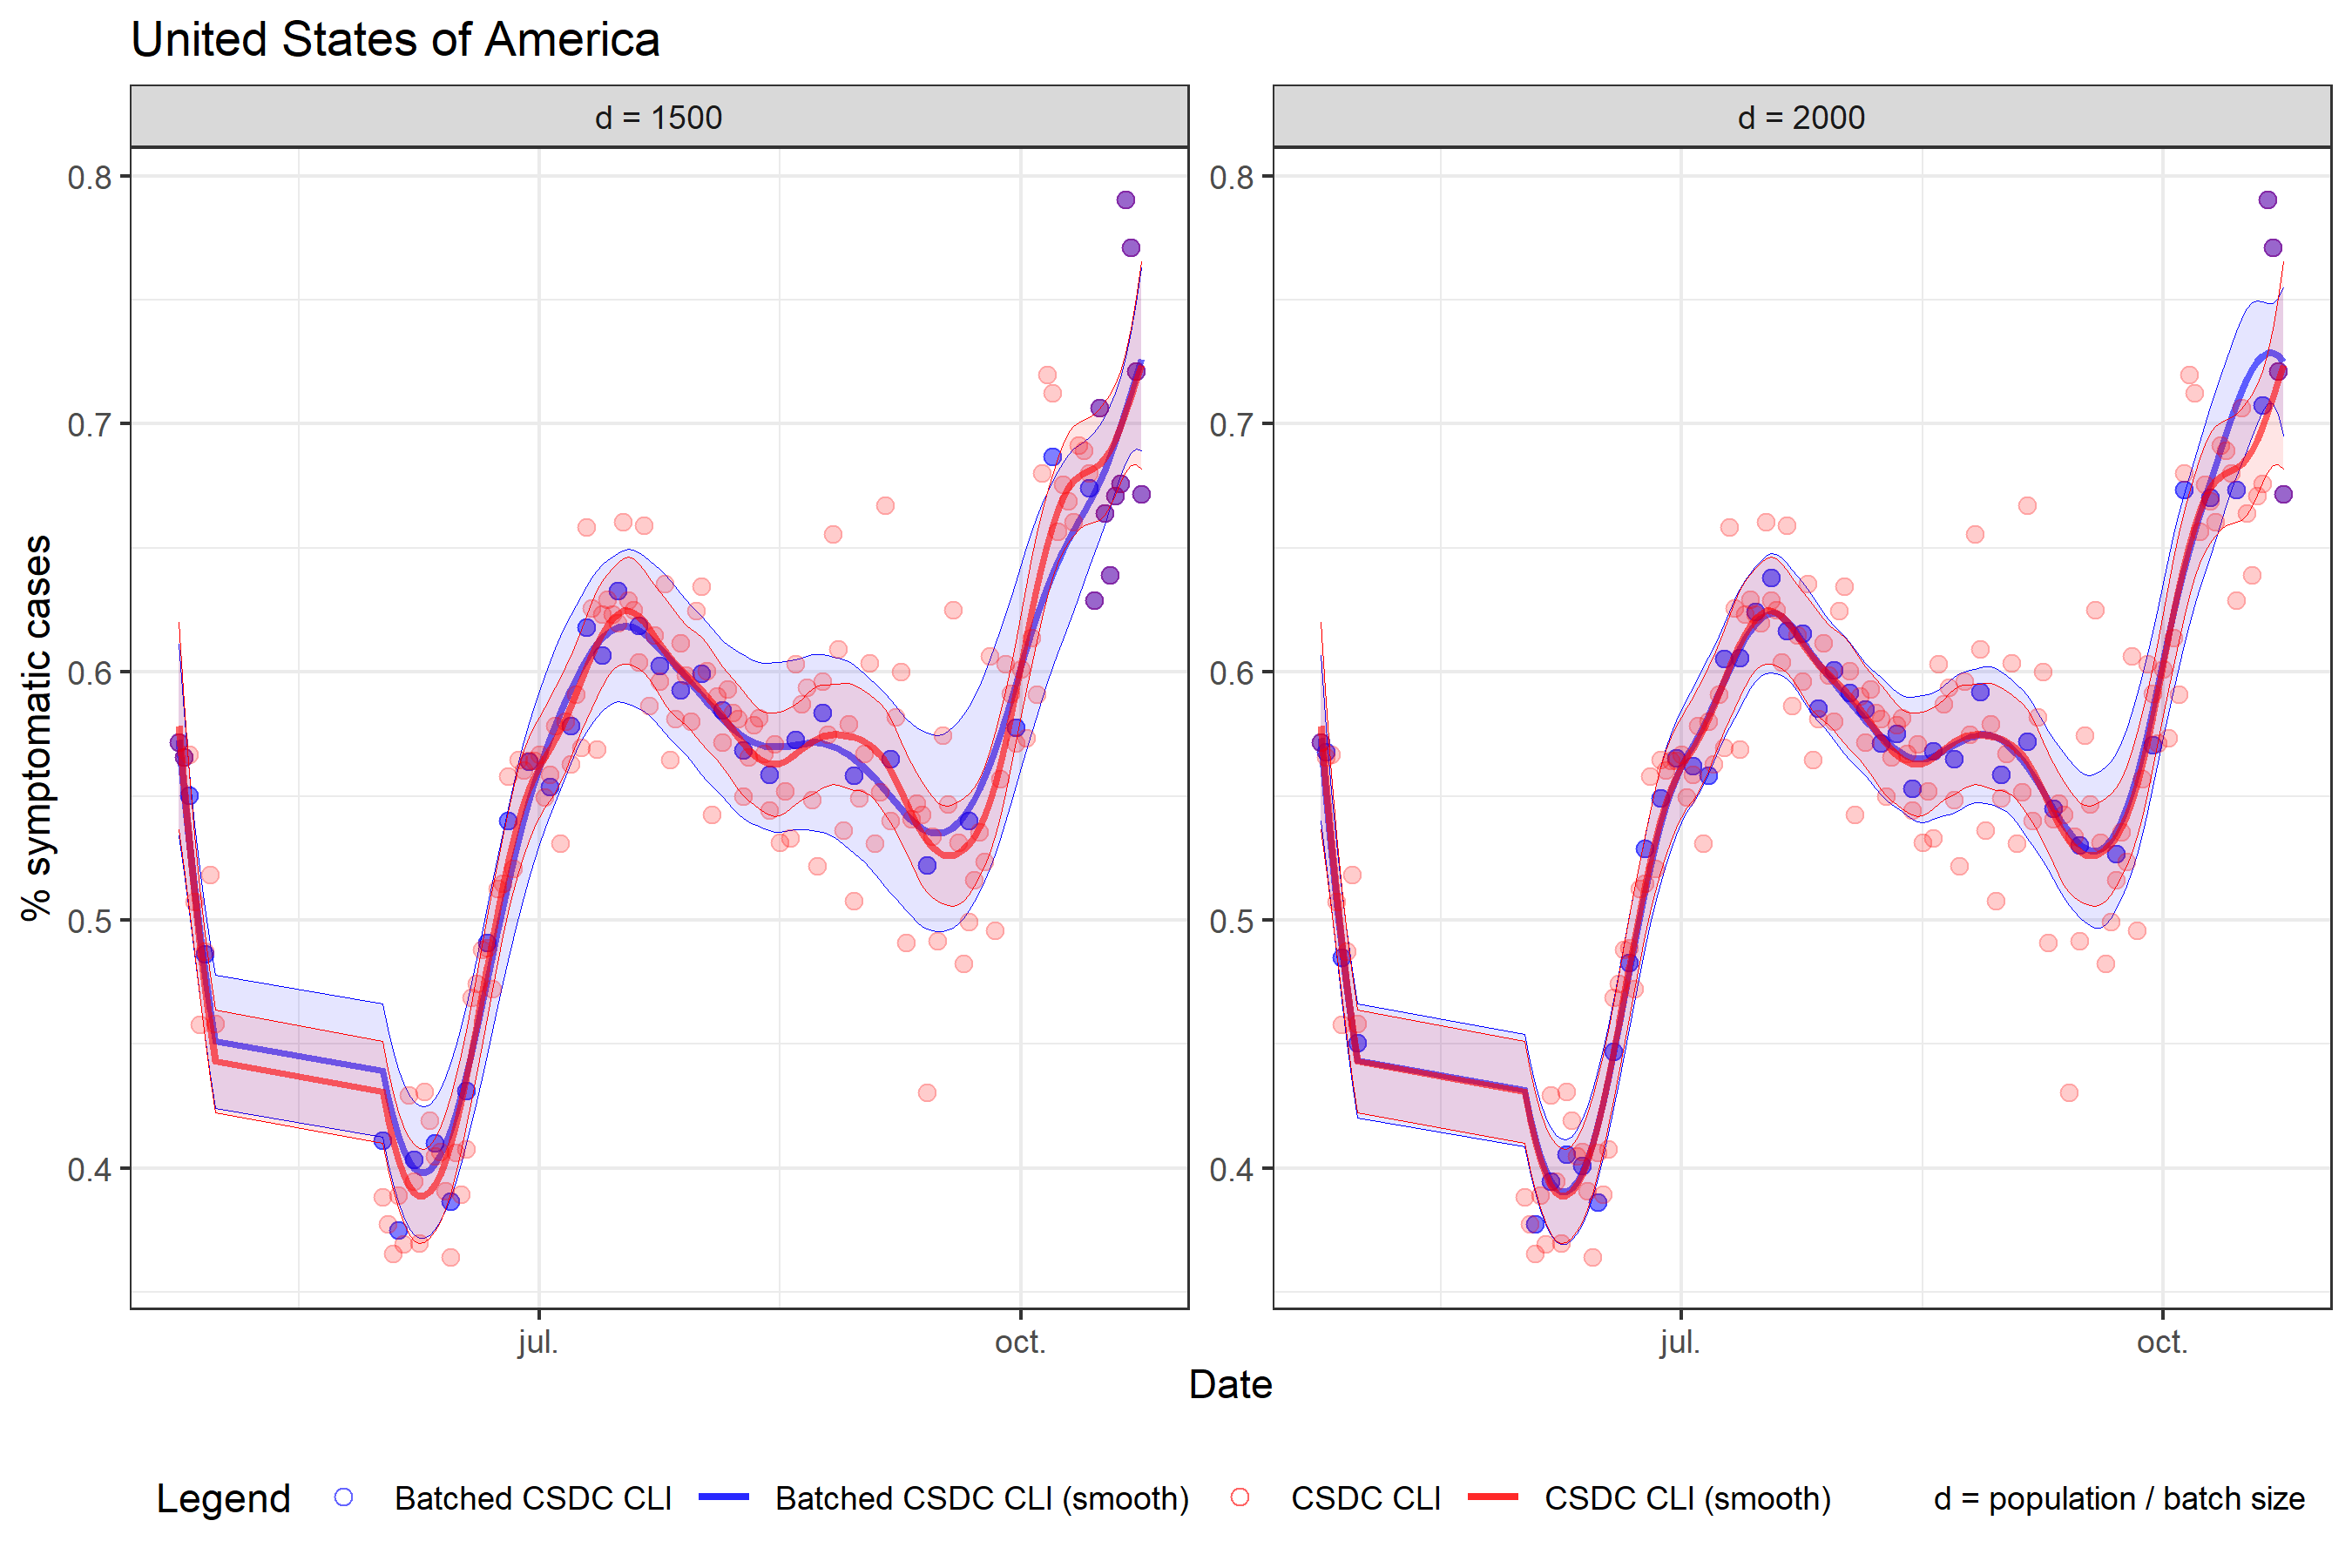 United States of America
d = 1500
d = 2000
% symptomatic cases
0.8
0.7
0.6
0.5
0.4
0.8
0.7
0.6
0.5
0.4
jul.
oct.
jul.
oct.
Date
Legend
Batched CSDC CLI
Batched CSDC CLI (smooth)
CSDC CLI
CSDC CLI (smooth)
d = population / batch size